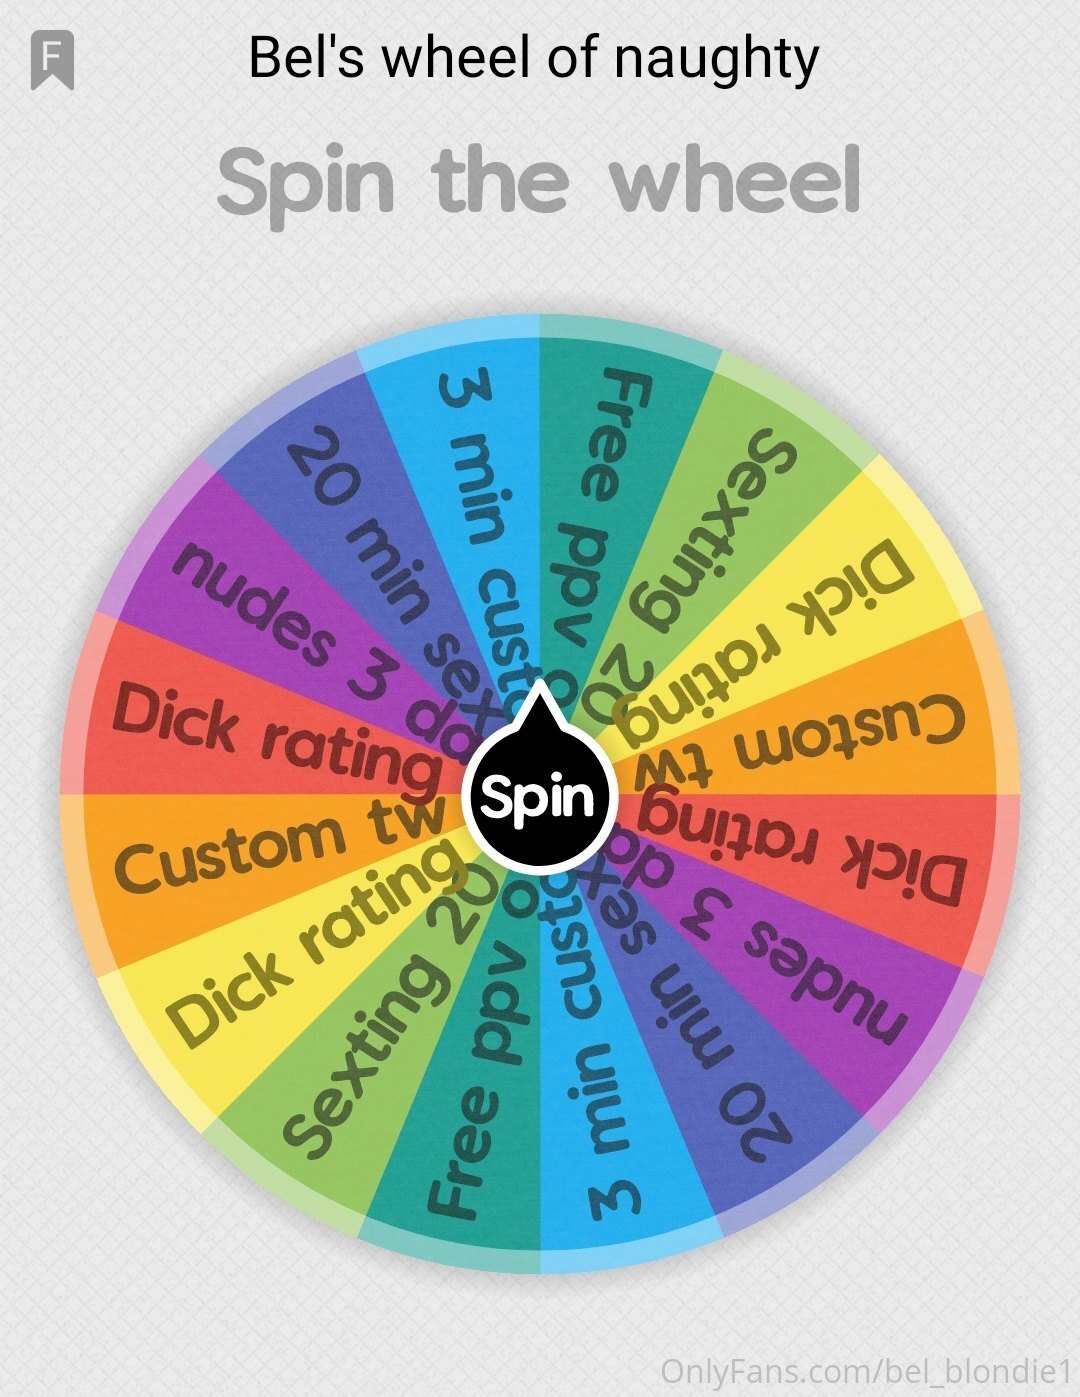 F
Bel's wheel of naughty
Spin the wheel
Free ppv o
Sexting 20
Dick rating
Custom tw
Dick rating
nudes 3 da
20 min sex
3 min custo
Free ppv o
Sexting 20
Dick rating
Custom tw
Dick rating
nudes 3 da
20 min sex
3 min custo
Spin
OnlyFans.com/bel_blondie1